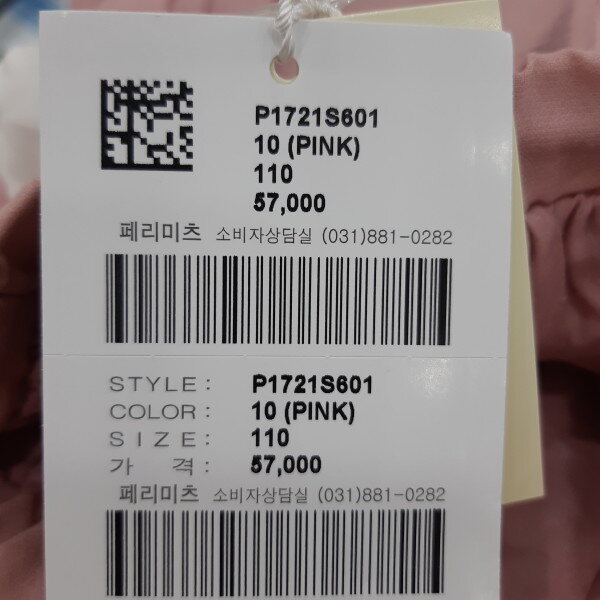 P1721S601
10 (PINK)
110
57,000
페리미츠 소비자상담실 (031)881-0282
STYLE: P1721S601
COLOR: 10 (PINK)
SIZE: 110
가 격: 57,000
페리미츠 소비자상담실 (031)881-0282